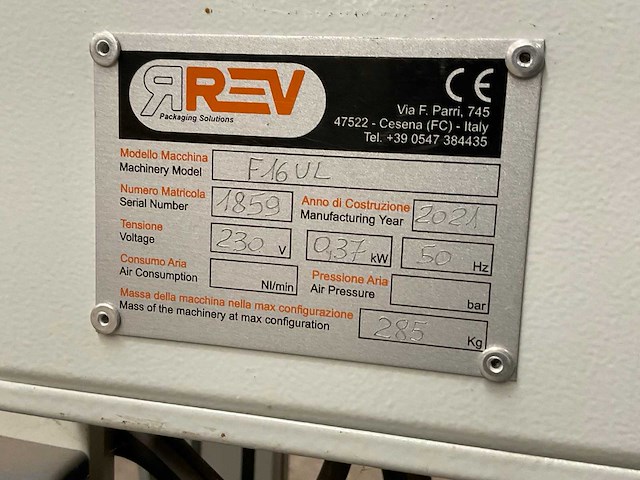 RREV CE
Packaging Solutions
Via F. Parri, 745
47522 - Cesena (FC) - Italy
Tel. +39 0547 384435
Modello Macchina
Machinery Model F16UL
Numero Matricola
Serial Number 1859
Anno di Costruzione
Manufacturing Year 2021
Tensione
Voltage 230 V 0,37 kW 50 Hz
Consumo Aria
Air Consumption Nl/min
Pressione Aria
Air Pressure bar
Massa della macchina nella max configurazione
Mass of the machinery at max configuration 285 Kg